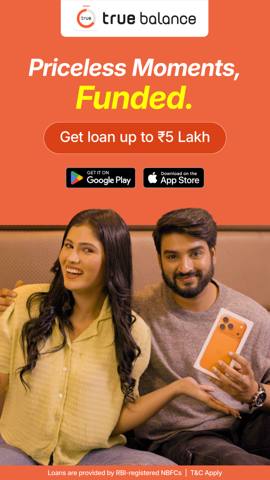 true
true balance
Priceless Moments,
Funded.
Get loan up to ₹5 Lakh
GET IT ON
Google Play
Download on the
App Store
Loans are provided by RBI-registered NBFCs | T&C Apply